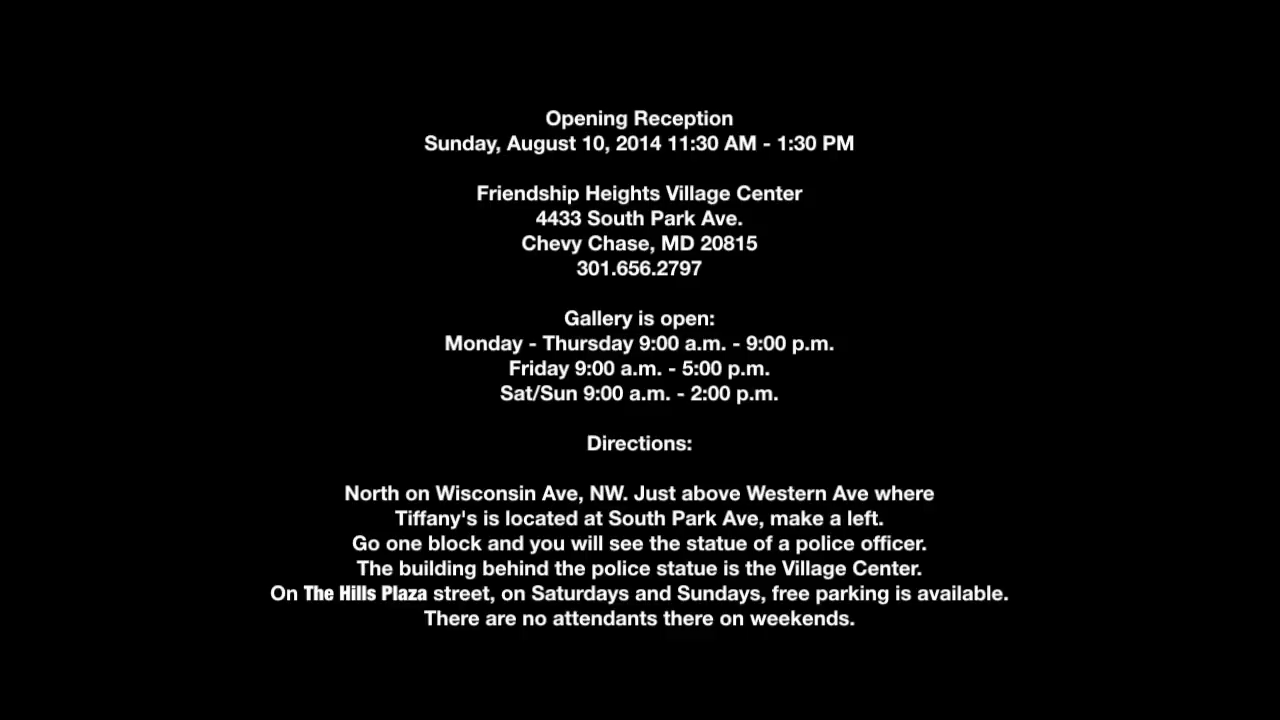 Opening Reception
Sunday, August 10, 2014 11:30 AM - 1:30 PM
Friendship Heights Village Center
4433 South Park Ave.
Chevy Chase, MD 20815
301.656.2797
Gallery is open:
Monday - Thursday 9:00 a.m. - 9:00 p.m.
Friday 9:00 a.m. - 5:00 p.m.
Sat/Sun 9:00 a.m. - 2:00 p.m.
Directions:
North on Wisconsin Ave, NW. Just above Western Ave where
Tiffany's is located at South Park Ave, make a left.
Go one block and you will see the statue of a police officer.
The building behind the police statue is the Village Center.
On The Hills Plaza street, on Saturdays and Sundays, free parking is available.
There are no attendants there on weekends.